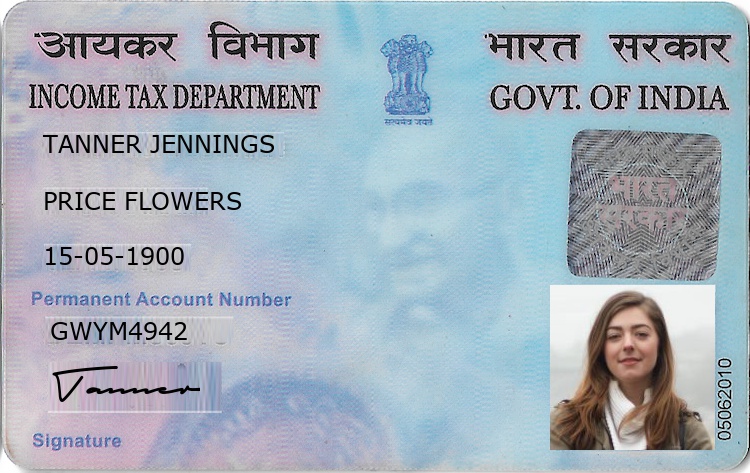 आयकर विभाग
भारत सरकार
INCOME TAX DEPARTMENT
GOVT. OF INDIA
सत्यमेव जयते
TANNER JENNINGS
PRICE FLOWERS
15-05-1900
भारत
सरकार
Permanent Account Number
GWYM4942
Tanner
Signature
05062010